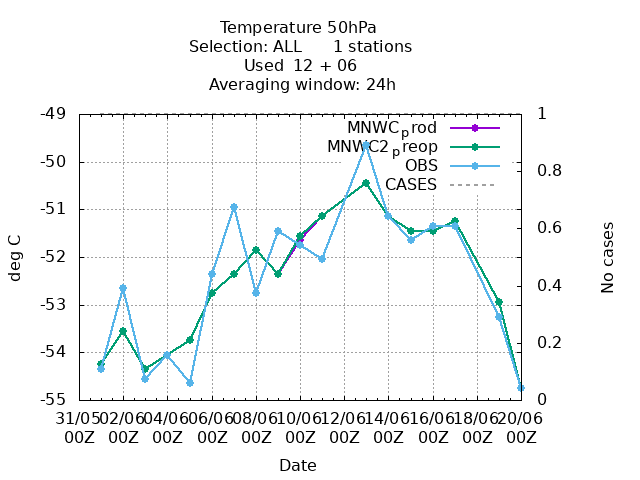 Temperature 50hPa
Selection: ALL 1 stations
Used 12 + 06
Averaging window: 24h
-49
-50
-51
-52
-53
-54
-55
1
0.8
0.6
0.4
0.2
0
MNWCprod
MNWC2preop
OBS
CASES
deg C
No cases
31/05 02/06 04/06 06/06 08/06 10/06 12/06 14/06 16/06 18/06 20/06
00Z 00Z 00Z 00Z 00Z 00Z 00Z 00Z 00Z 00Z 00Z
Date